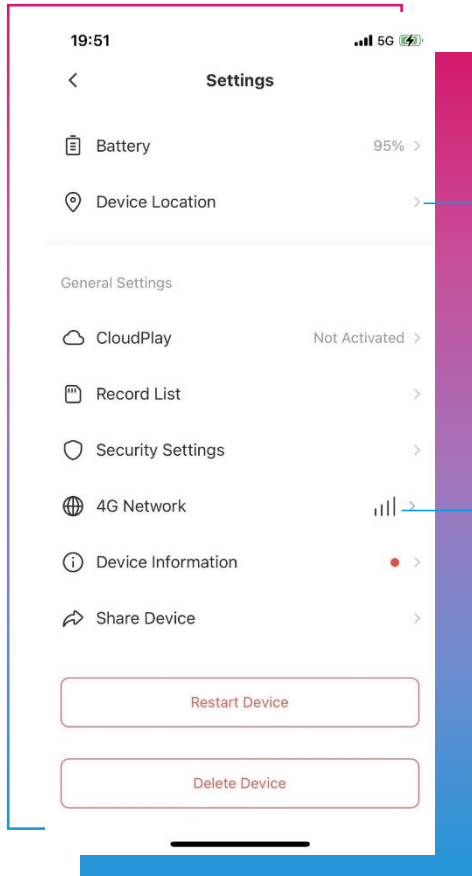 19:51 5G
Settings
Battery 95%
Device Location
General Settings
CloudPlay Not Activated
Record List
Security Settings
4G Network
Device Information
Share Device
Restart Device
Delete Device